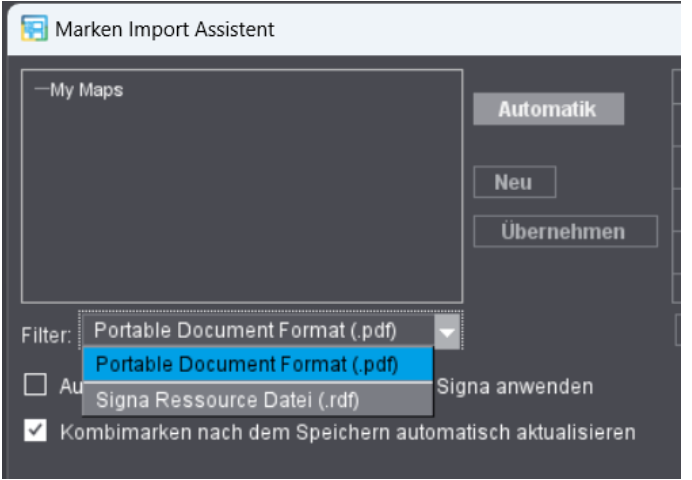 Marken Import Assistent
My Maps
Automatik
Neu
Übernehmen
Filter: Portable Document Format (.pdf)
Portable Document Format (.pdf)
Signa Ressource Datei (.rdf)
Signa anwenden
Kombimarken nach dem Speichern automatisch aktualisieren